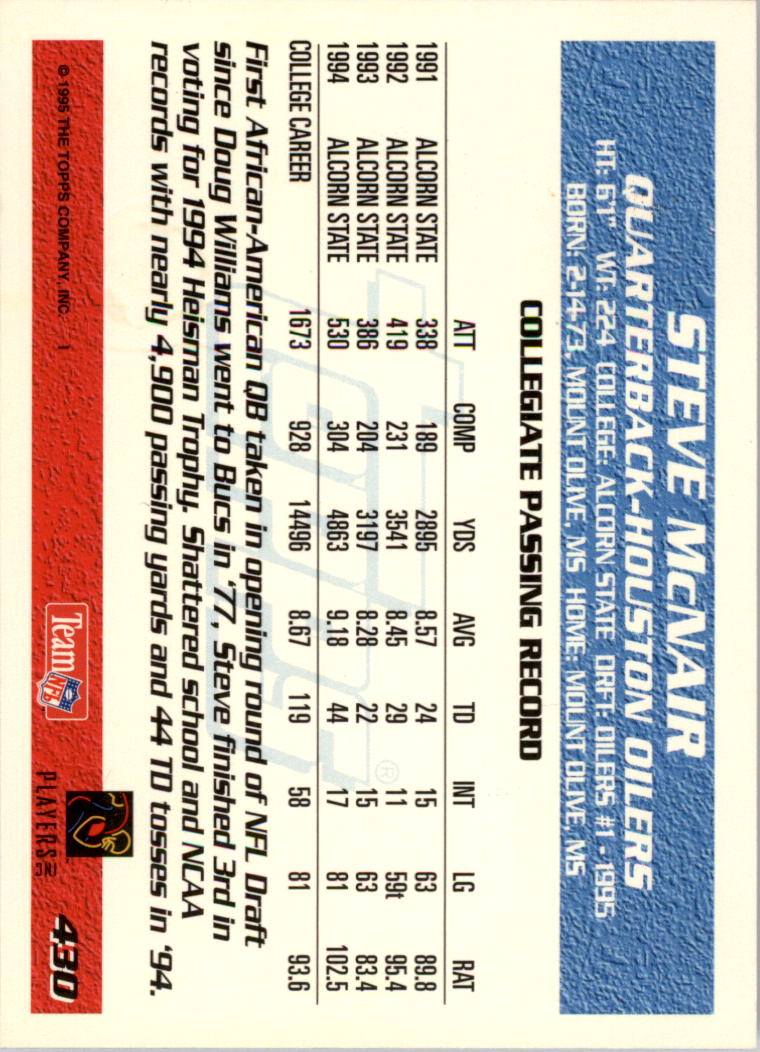 STEVE McNAIR
QUARTERBACK-HOUSTON OILERS
HT: 6'1" WT: 224 COLLEGE: ALCORN STATE DRFT: OILERS #1 - 1995
BORN: 2-14-73, MOUNT OLIVE, MS HOME: MOUNT OLIVE, MS
COLLEGIATE PASSING RECORD
ATT COMP YDS AVG TD INT LG RAT
1991 ALCORN STATE 338 189 2895 8.57 24 15 63 89.8
1992 ALCORN STATE 419 231 3541 8.45 29 11 59t 95.4
1993 ALCORN STATE 386 204 3197 8.28 22 15 63 83.4
1994 ALCORN STATE 530 304 4863 9.18 44 17 81 102.5
COLLEGE CAREER 1673 928 14496 8.67 119 58 81 93.6
First African-American QB taken in opening round of NFL Draft
since Doug Williams went to Bucs in '77, Steve finished 3rd in
voting for 1994 Heisman Trophy. Shattered school and NCAA
records with nearly 4,900 passing yards and 44 TD tosses in '94.
Topps ®
© 1995 THE TOPPS COMPANY, INC. 1
Team NFL
PLAYERS INC
430